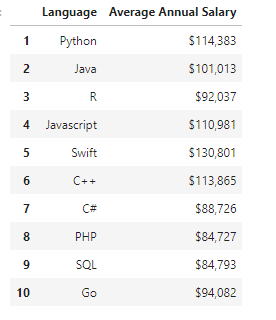 Language Average Annual Salary
1 Python $114,383
2 Java $101,013
3 R $92,037
4 Javascript $110,981
5 Swift $130,801
6 C++ $113,865
7 C# $88,726
8 PHP $84,727
9 SQL $84,793
10 Go $94,082